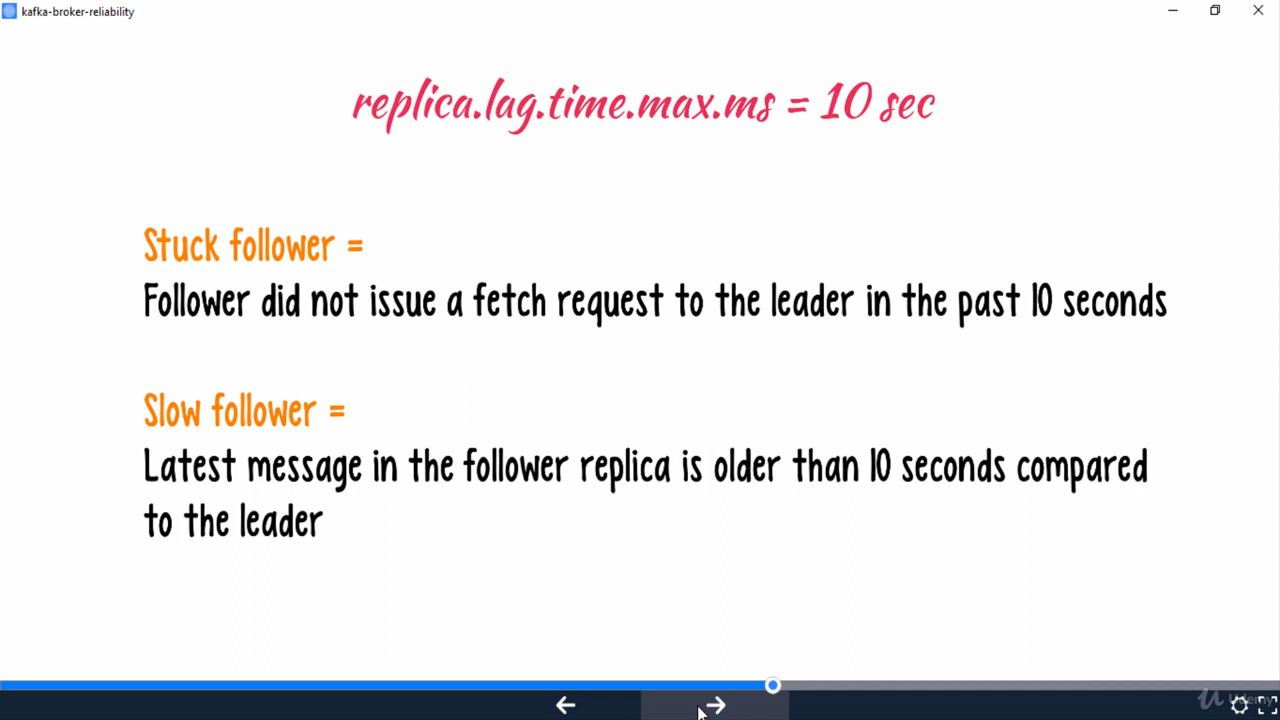 kafka-broker-reliability
replica.lag.time.max.ms = 10 sec
Stuck follower =
Follower did not issue a fetch request to the leader in the past 10 seconds
Slow follower =
Latest message in the follower replica is older than 10 seconds compared
to the leader
Udemy